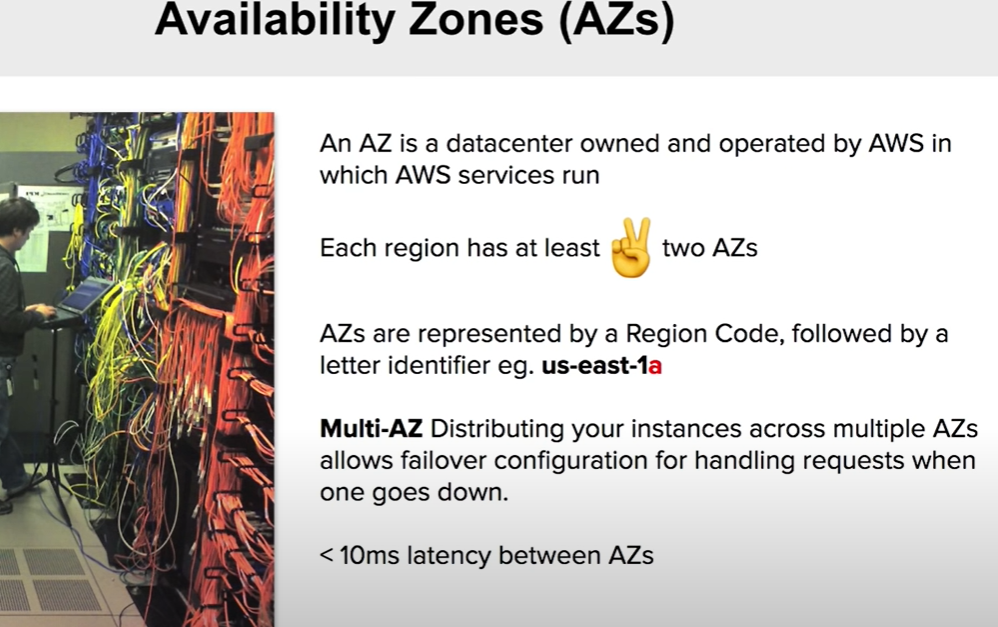 Availability Zones (AZs)
An AZ is a datacenter owned and operated by AWS in
which AWS services run
Each region has at least ✌️ two AZs
AZs are represented by a Region Code, followed by a
letter identifier eg. us-east-1a
Multi-AZ Distributing your instances across multiple AZs
allows failover configuration for handling requests when
one goes down.
< 10ms latency between AZs